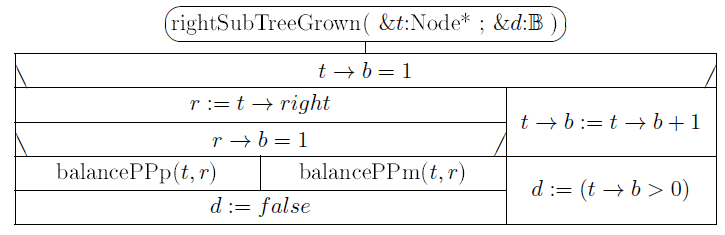 rightSubTreeGrown( &t:Node* ; &d:𝔹 )
t → b = 1
r := t → right
t → b := t → b + 1
r → b = 1
balancePPp(t, r)
balancePPm(t, r)
d := (t → b > 0)
d := false